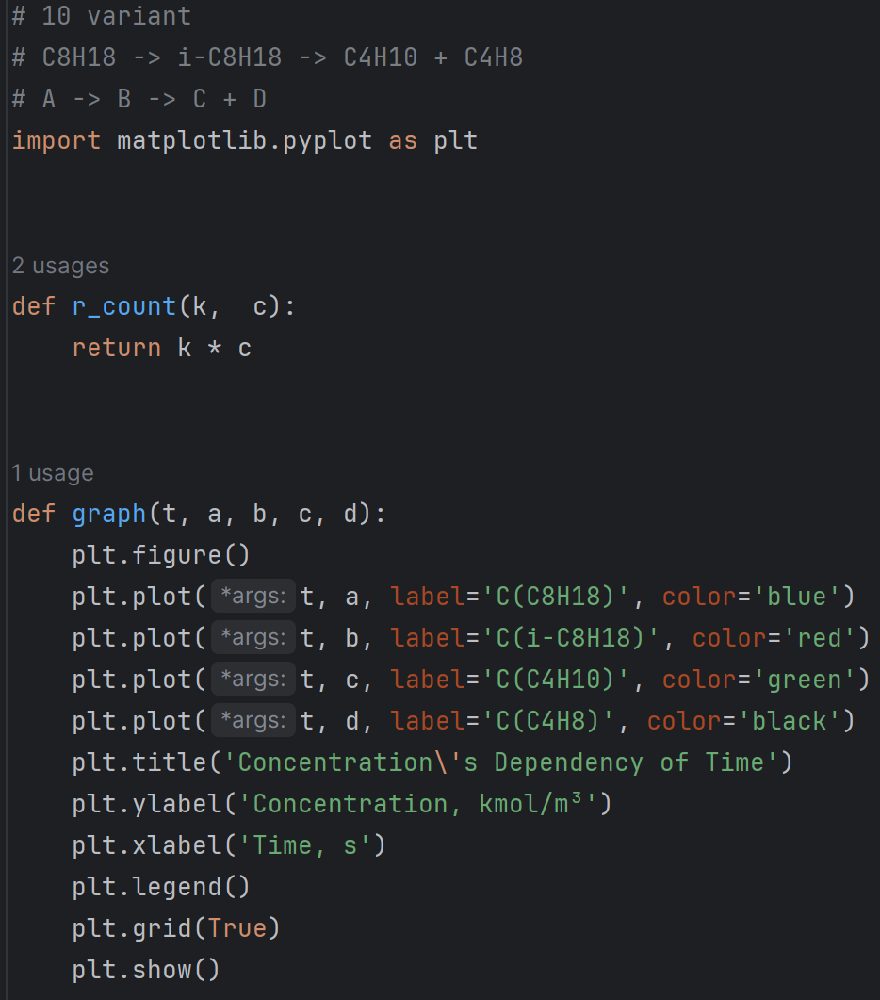 # 10 variant
# C8H18 -> i-C8H18 -> C4H10 + C4H8
# A -> B -> C + D
import matplotlib.pyplot as plt
2 usages
def r_count(k,  c):
    return k * c
1 usage
def graph(t, a, b, c, d):
    plt.figure()
    plt.plot( *args: t, a, label='C(C8H18)', color='blue')
    plt.plot( *args: t, b, label='C(i-C8H18)', color='red')
    plt.plot( *args: t, c, label='C(C4H10)', color='green')
    plt.plot( *args: t, d, label='C(C4H8)', color='black')
    plt.title('Concentration\'s Dependency of Time')
    plt.ylabel('Concentration, kmol/m³')
    plt.xlabel('Time, s')
    plt.legend()
    plt.grid(True)
    plt.show()